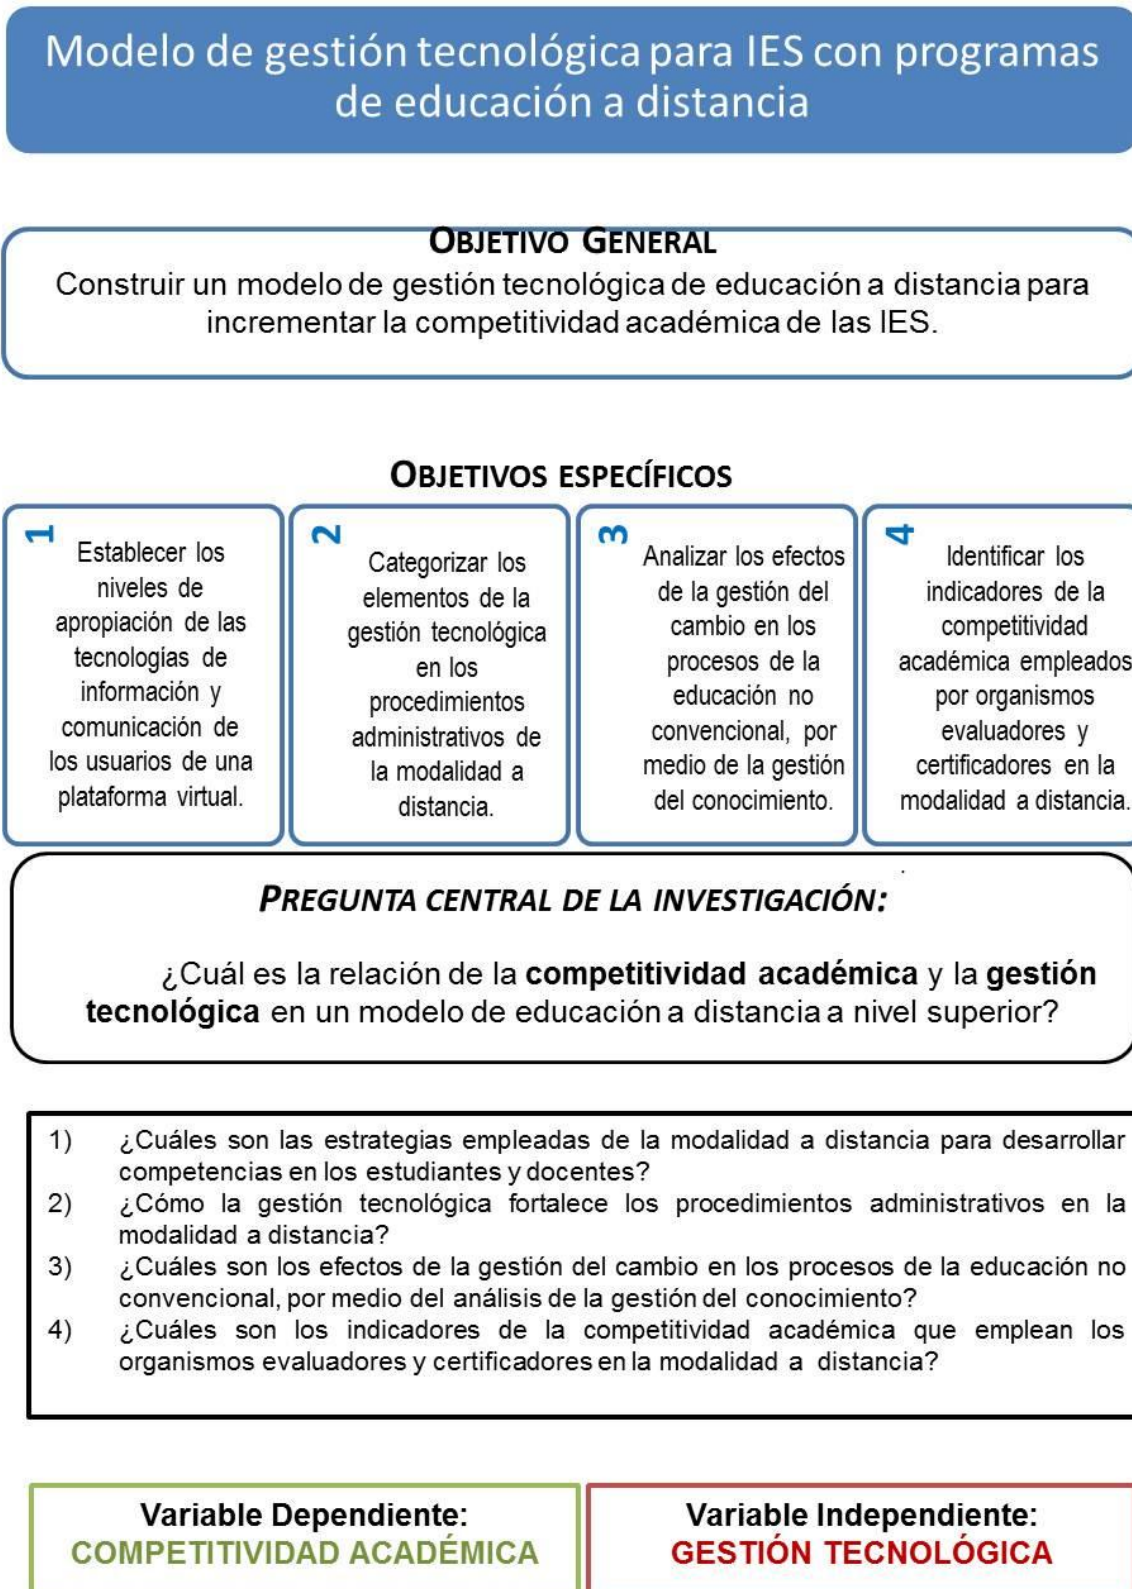 Modelo de gestión tecnológica para IES con programas
de educación a distancia
OBJETIVO GENERAL
Construir un modelo de gestión tecnológica de educación a distancia para
incrementar la competitividad académica de las IES.
OBJETIVOS ESPECÍFICOS
1
Establecer los
niveles de
apropiación de las
tecnologías de
información y
comunicación de
los usuarios de una
plataforma virtual.
2
Categorizar los
elementos de la
gestión tecnológica
en los
procedimientos
administrativos de
la modalidad a
distancia.
3
Analizar los efectos
de la gestión del
cambio en los
procesos de la
educación no
convencional, por
medio de la gestión
del conocimiento.
4
Identificar los
indicadores de la
competitividad
académica empleados
por organismos
evaluadores y
certificadores en la
modalidad a distancia.
PREGUNTA CENTRAL DE LA INVESTIGACIÓN:
¿Cuál es la relación de la competitividad académica y la gestión
tecnológica en un modelo de educación a distancia a nivel superior?
1) ¿Cuáles son las estrategias empleadas de la modalidad a distancia para desarrollar
competencias en los estudiantes y docentes?
2) ¿Cómo la gestión tecnológica fortalece los procedimientos administrativos en la
modalidad a distancia?
3) ¿Cuáles son los efectos de la gestión del cambio en los procesos de la educación no
convencional, por medio del análisis de la gestión del conocimiento?
4) ¿Cuáles son los indicadores de la competitividad académica que emplean los
organismos evaluadores y certificadores en la modalidad a distancia?
Variable Dependiente:
COMPETITIVIDAD ACADÉMICA
Variable Independiente:
GESTIÓN TECNOLÓGICA